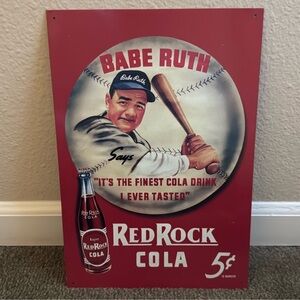 BABE RUTH
Babe Ruth
Says
"IT'S THE FINEST COLA DRINK
I EVER TASTED"
RED ROCK
COLA
RED ROCK
COLA
5¢